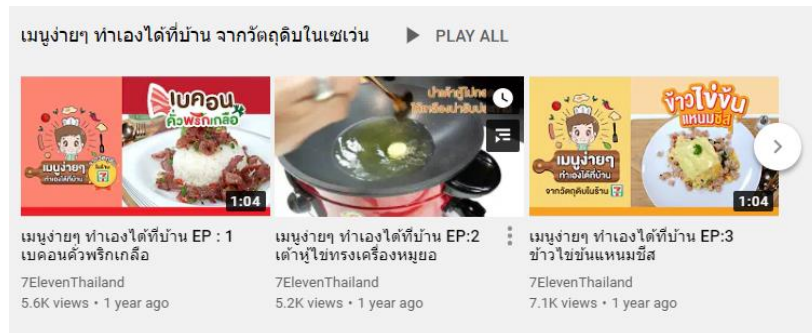 เมนูง่ายๆ ทำเองได้ที่บ้าน จากวัตถุดิบในเซเว่น PLAY ALL
เบคอน
คั่วพริกเกลือ
เมนูง่ายๆ
ทำเองได้ที่บ้าน
1:04
ข้าวไข่ข้น
แหนมชีส
เมนูง่ายๆ
ทำเองได้ที่บ้าน
จากวัตถุดิบในร้าน 7
1:04
เมนูง่ายๆ ทำเองได้ที่บ้าน EP : 1
เบคอนคั่วพริกเกลือ
7ElevenThailand
5.6K views • 1 year ago
เมนูง่ายๆ ทำเองได้ที่บ้าน EP:2
เต้าหู้ไข่ทรงเครื่องหมูยอ
7ElevenThailand
5.2K views • 1 year ago
เมนูง่ายๆ ทำเองได้ที่บ้าน EP:3
ข้าวไข่ข้นแหนมชีส
7ElevenThailand
7.1K views • 1 year ago